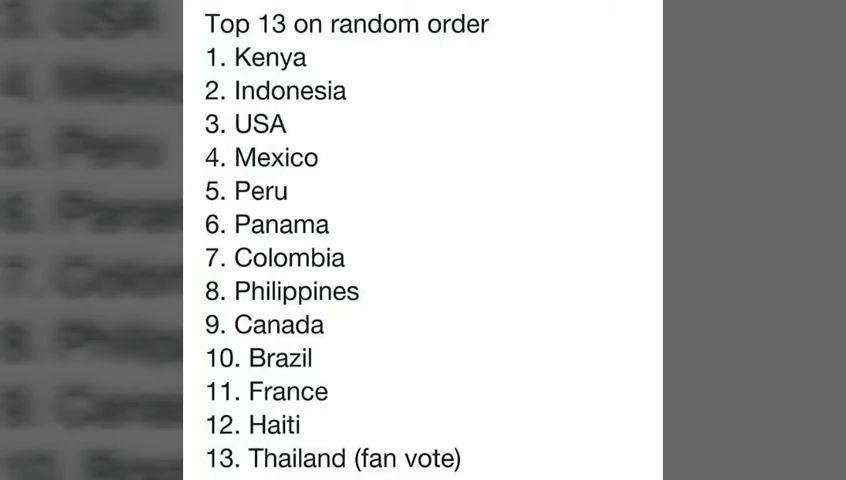 Top 13 on random order
1. Kenya
2. Indonesia
3. USA
4. Mexico
5. Peru
6. Panama
7. Colombia
8. Philippines
9. Canada
10. Brazil
11. France
12. Haiti
13. Thailand (fan vote)